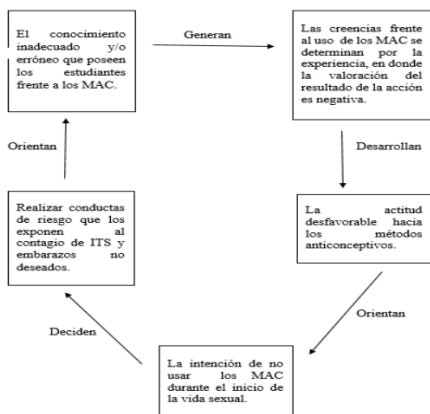 El conocimiento
inadecuado y/o
erróneo que poseen
los estudiantes
frente a los MAC.
Generan
Las creencias frente
al uso de los MAC se
determinan por la
experiencia, en donde
la valoración del
resultado de la acción
es negativa.
Desarrollan
La actitud
desfavorable hacia
los métodos
anticonceptivos.
Orientan
La intención de no
usar los MAC
durante el inicio de
la vida sexual.
Deciden
Realizar conductas
de riesgo que los
exponen al
contagio de ITS y
embarazos no
deseados.
Orientan